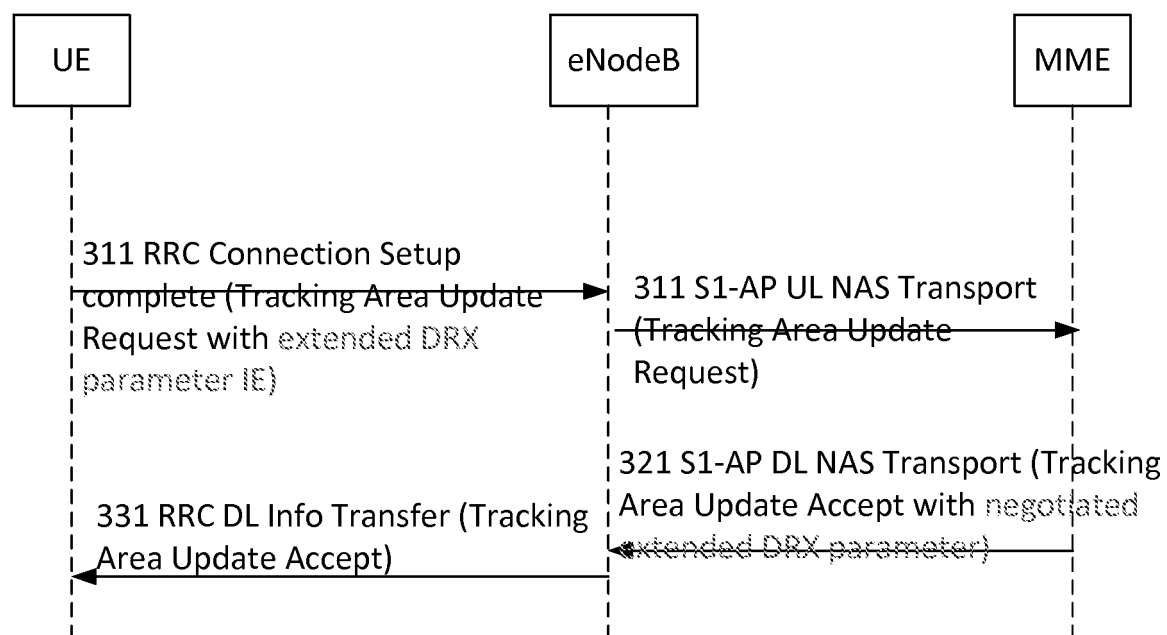 UE
eNodeB
MME
311 RRC Connection Setup
complete (Tracking Area Update
Request with extended DRX
parameter IE)
311 S1-AP UL NAS Transport
(Tracking Area Update
Request)
321 S1-AP DL NAS Transport (Tracking
Area Update Accept with negotiated
extended DRX parameter)
331 RRC DL Info Transfer (Tracking
Area Update Accept)